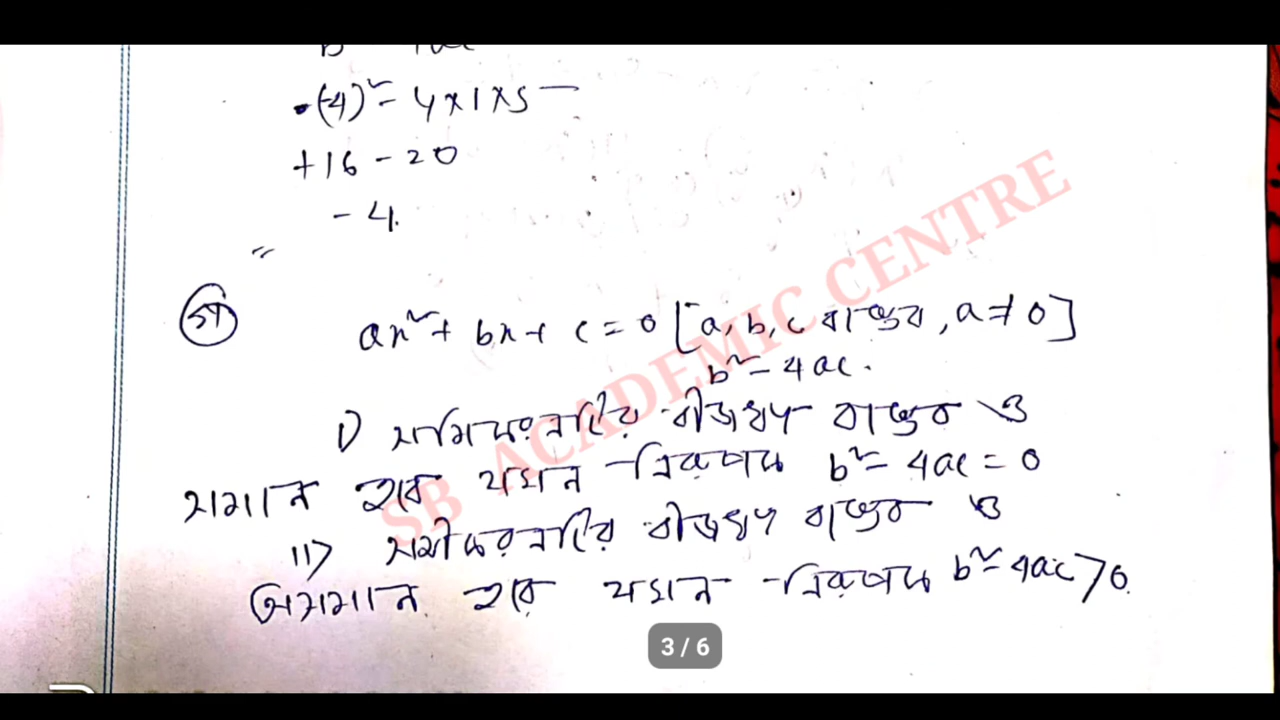 (-4)² - 4×1×5
+16 - 20
- 4.
গ
ax² + bx + c = 0 [a, b, c বাস্তব, a ≠ 0]
b² - 4ac.
i) সমীকরণটির বীজদ্বয় বাস্তব ও
সমান হবে যখন নিরূপক b² - 4ac = 0
ii) সমীকরণটির বীজদ্বয় বাস্তব ও
অসমান হবে যখন নিরূপক b² - 4ac > 0.
SB ACADEMIC CENTRE
3 / 6